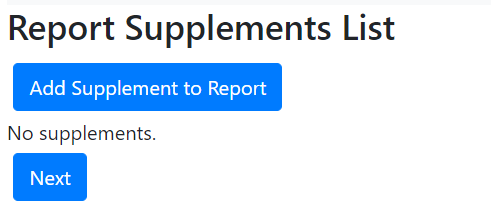 Report Supplements List
Add Supplement to Report
No supplements.
Next